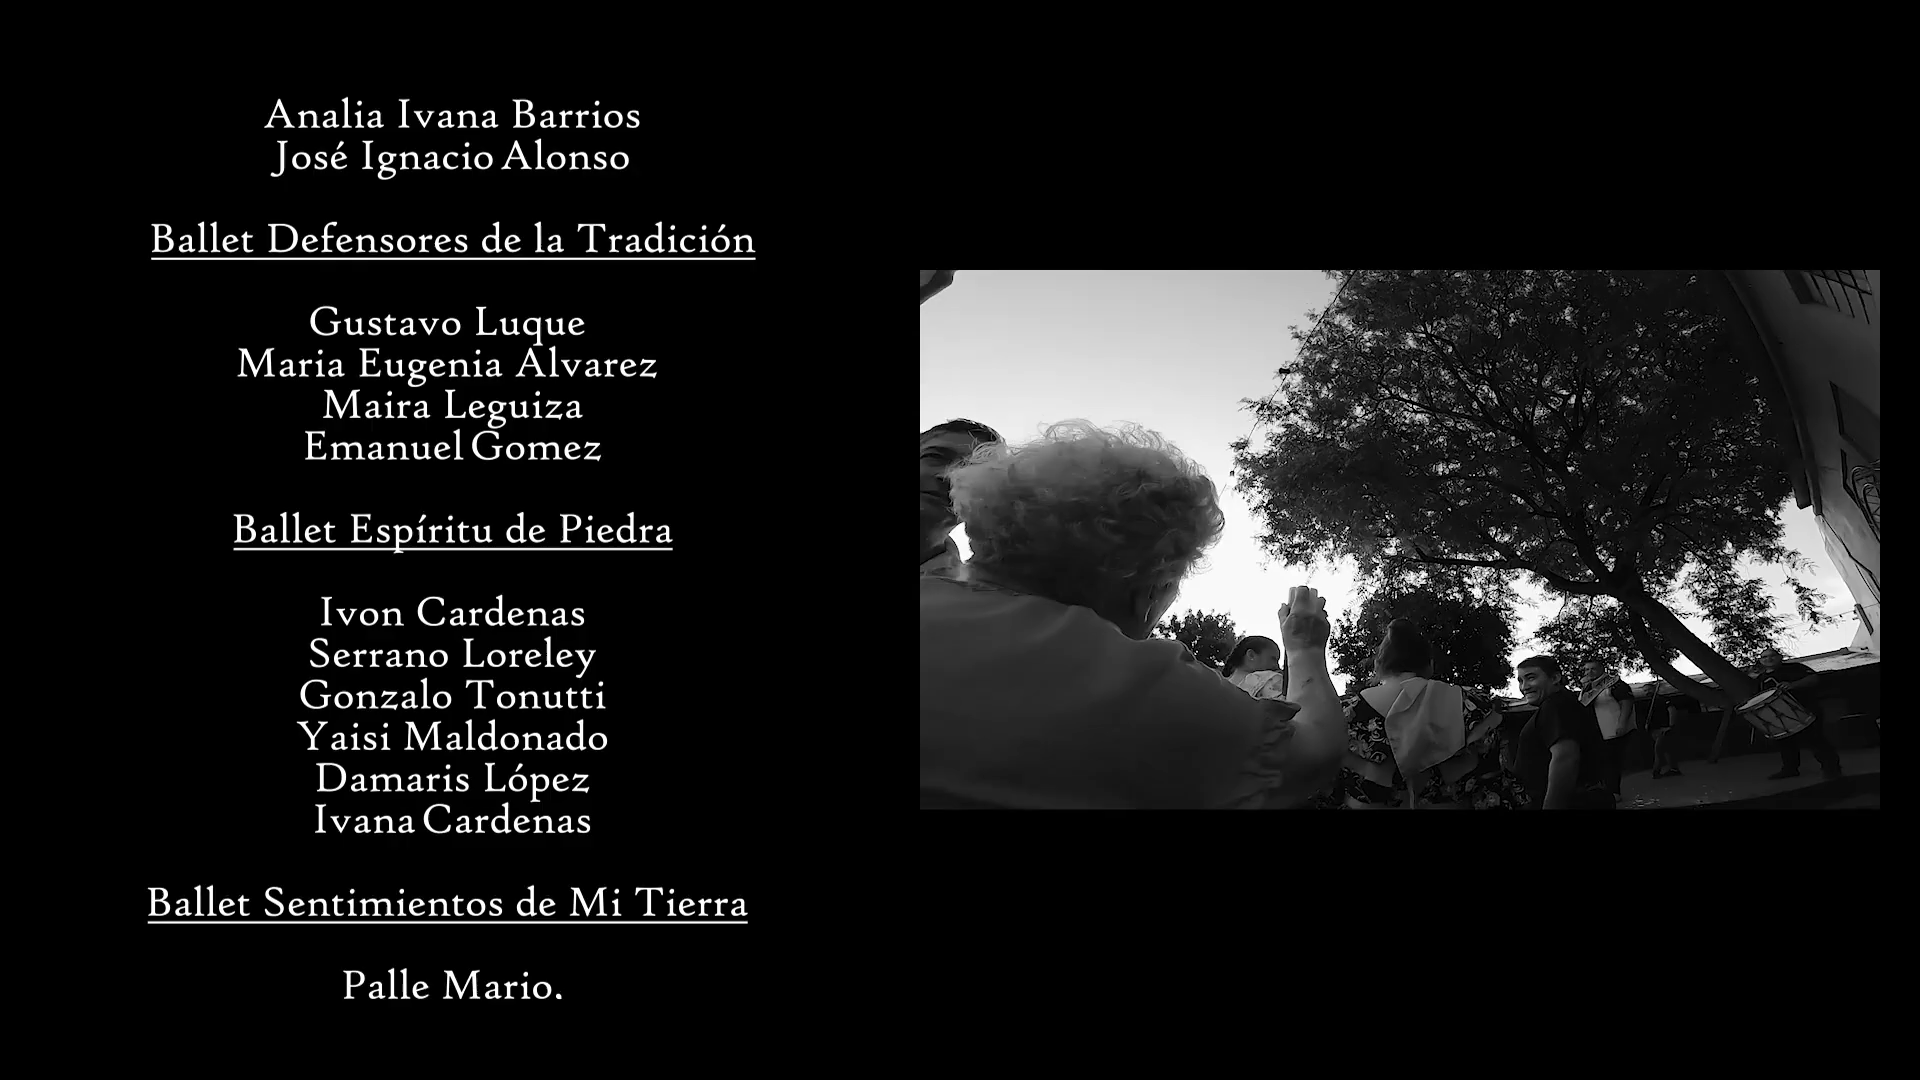 Analia Ivana Barrios
José Ignacio Alonso
Ballet Defensores de la Tradición
Gustavo Luque
Maria Eugenia Alvarez
Maira Leguiza
Emanuel Gomez
Ballet Espíritu de Piedra
Ivon Cardenas
Serrano Loreley
Gonzalo Tonutti
Yaisi Maldonado
Damaris López
Ivana Cardenas
Ballet Sentimientos de Mi Tierra
Palle Mario.